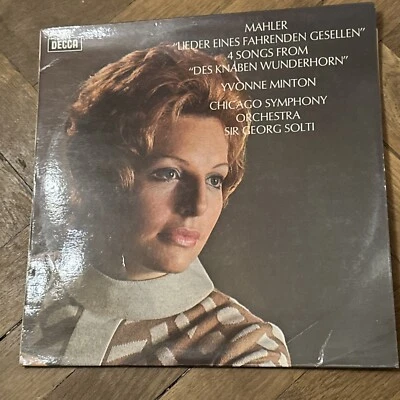 DECCA
MAHLER
"LIEDER EINES FAHRENDEN GESELLEN"
4 SONGS FROM
"DES KNABEN WUNDERHORN"
YVONNE MINTON
CHICAGO SYMPHONY
ORCHESTRA
SIR GEORG SOLTI